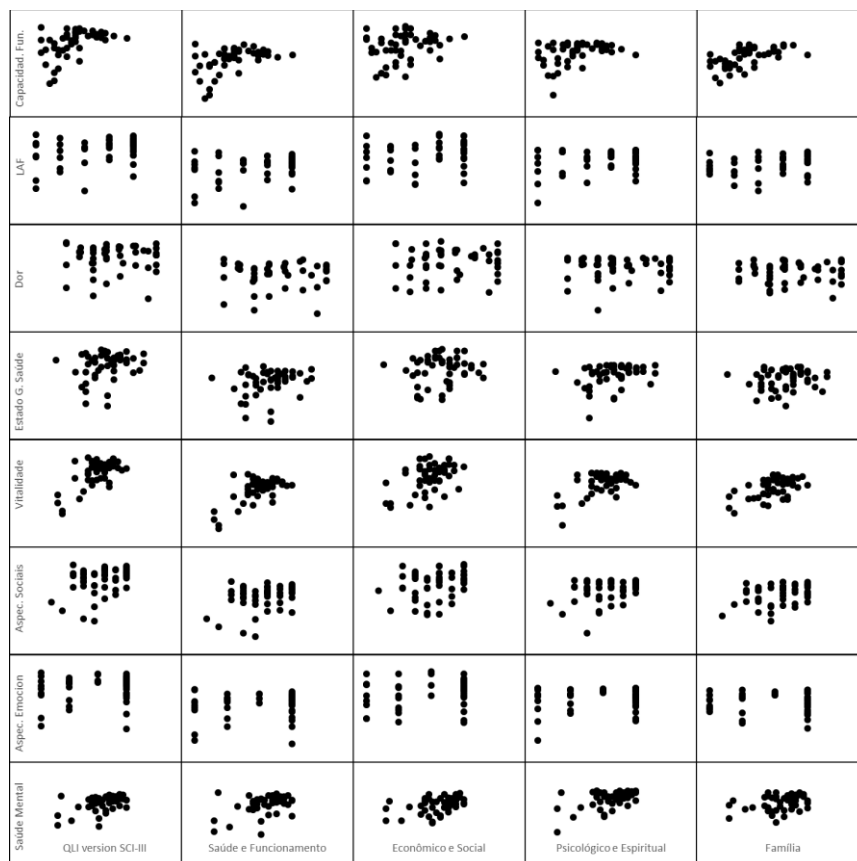 Capacidad. Fun.
LAF
Dor
Estado G. Saúde
Vitalidade
Aspec. Sociais
Aspec. Emocion
Saúde Mental
QLI version SCI-III
Saúde e Funcionamento
Econômico e Social
Psicológico e Espiritual
Família